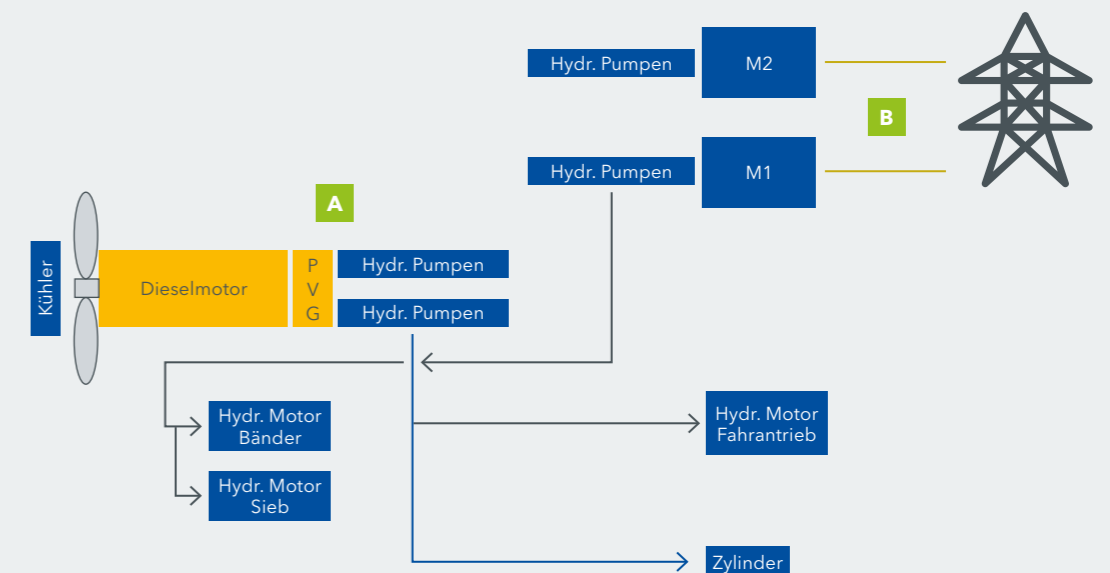 Hydr. Pumpen
M2
B
Hydr. Pumpen
M1
A
Kühler
Dieselmotor
P
V
G
Hydr. Pumpen
Hydr. Pumpen
Hydr. Motor
Bänder
Hydr. Motor
Fahrantrieb
Hydr. Motor
Sieb
Zylinder